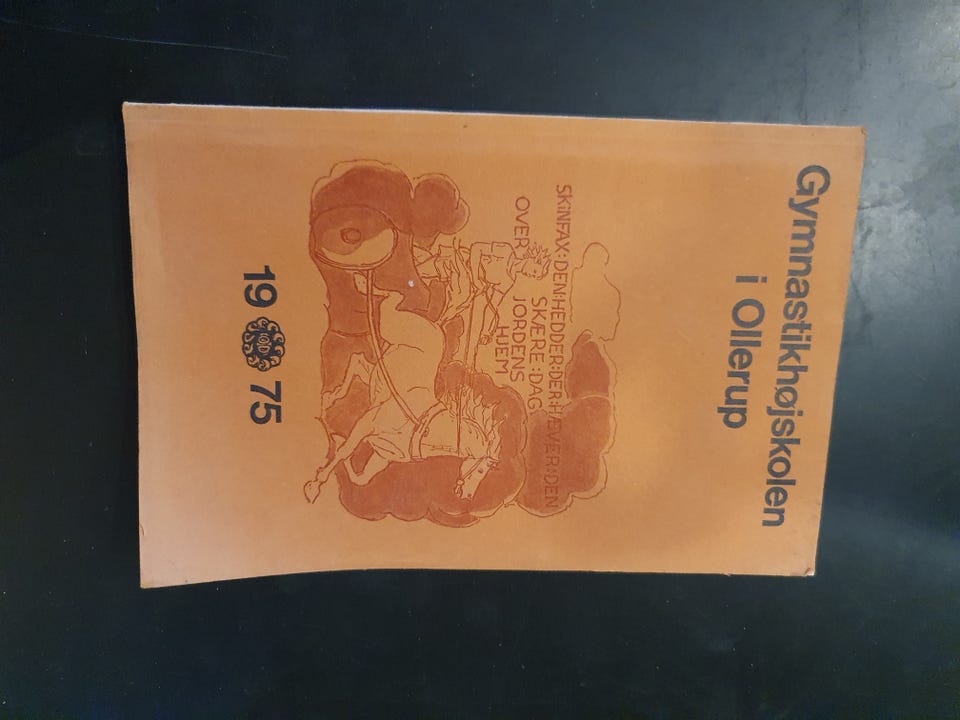 Gymnastikhøjskolen
i Ollerup
SKINFAX:DEN:HEDDER:DER:HÆVER:DEN
SKÆRE:DAG
OVER JORDENS
HJEM
19 75